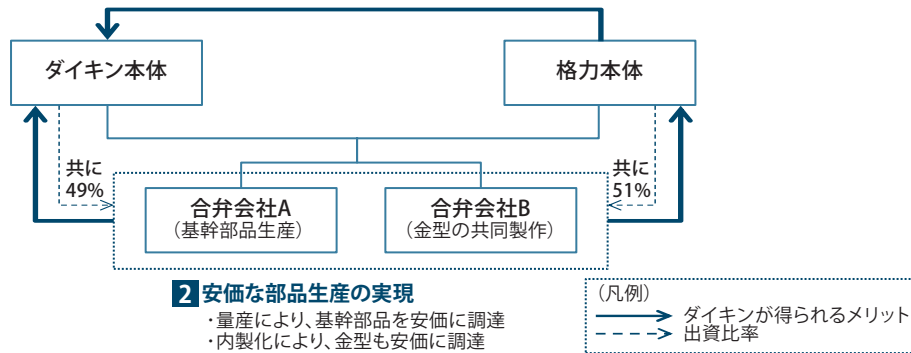 ダイキン本体
格力本体
共に
49%
共に
51%
合弁会社A
(基幹部品生産)
合弁会社B
(金型の共同製作)
2 安価な部品生産の実現
・量産により、基幹部品を安価に調達
・内製化により、金型も安価に調達
(凡例)
ダイキンが得られるメリット
出資比率